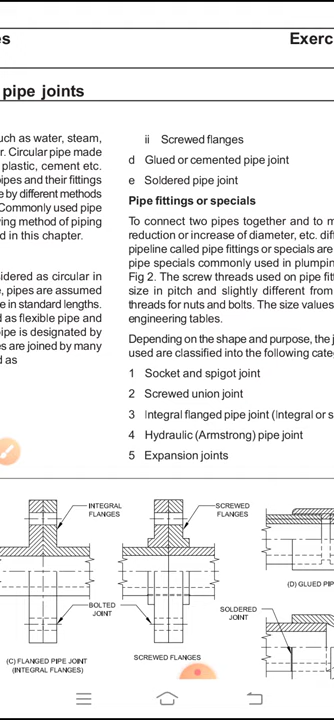 es
Exerc
pipe joints
uch as water, steam,
r. Circular pipe made
plastic, cement etc.
pipes and their fittings
e by different methods
Commonly used pipe
ving method of piping
d in this chapter.
idered as circular in
e, pipes are assumed
e in standard lengths.
d as flexible pipe and
pipe is designated by
es are joined by many
d as
ii Screwed flanges
d Glued or cemented pipe joint
e Soldered pipe joint
Pipe fittings or specials
To connect two pipes together and to m
reduction or increase of diameter, etc. dif
pipeline called pipe fittings or specials are
pipe specials commonly used in plumpin
Fig 2. The screw threads used on pipe fitt
size in pitch and slightly different from
threads for nuts and bolts. The size values
engineering tables.
Depending on the shape and purpose, the j
used are classified into the following cate
1 Socket and spigot joint
2 Screwed union joint
3 Integral flanged pipe joint (Integral or s
4 Hydraulic (Armstrong) pipe joint
5 Expansion joints
INTEGRAL
FLANGES
SCREWED
FLANGES
(D) GLUED PIP
BOLTED
JOINT
SOLDERED
JOINT
(C) FLANGED PIPE JOINT
(INTEGRAL FLANGES)
SCREWED FLANGES